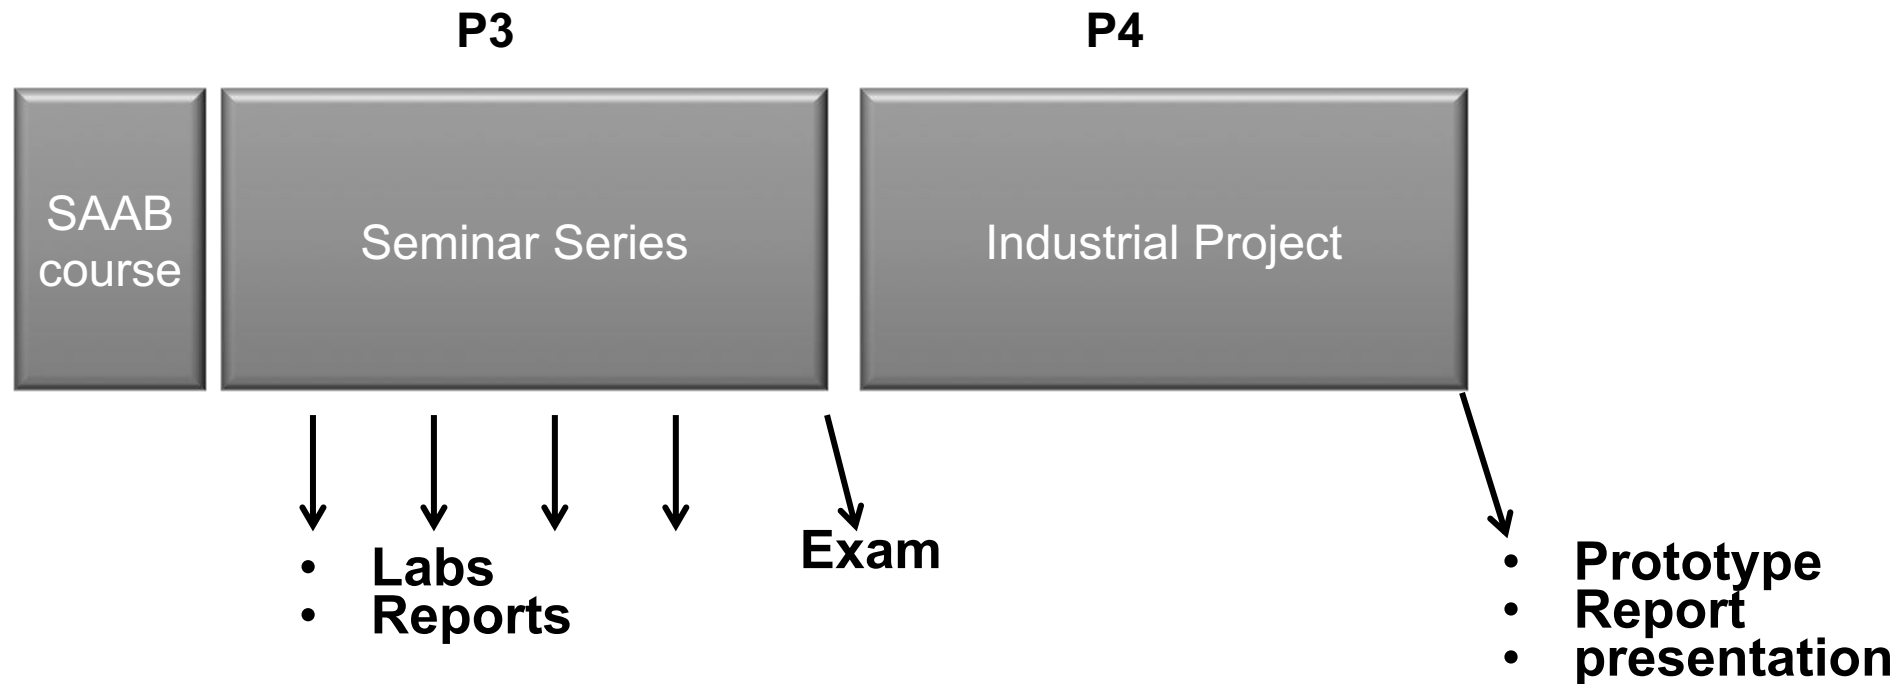 P3
P4
SAAB
course
Seminar Series
Industrial Project
• Labs
• Reports
Exam
• Prototype
• Report
• presentation